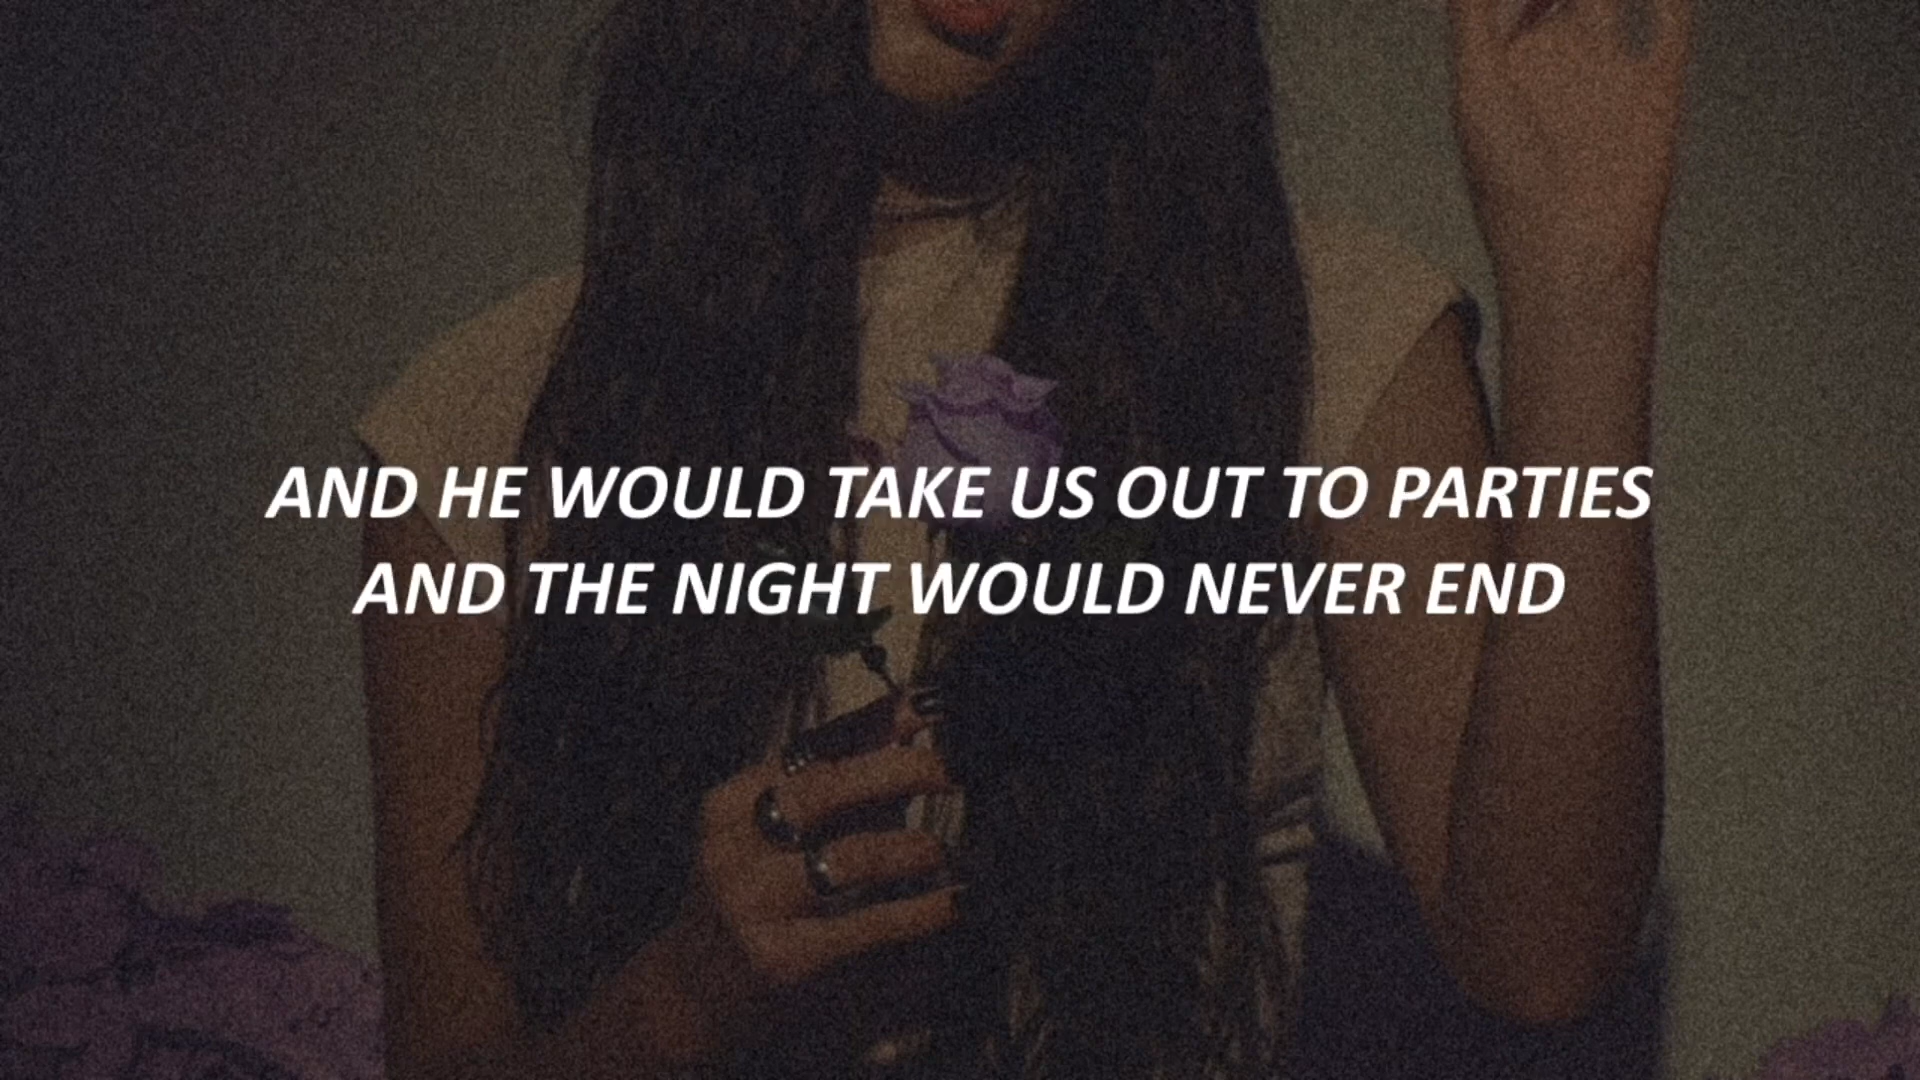 AND HE WOULD TAKE US OUT TO PARTIES
AND THE NIGHT WOULD NEVER END